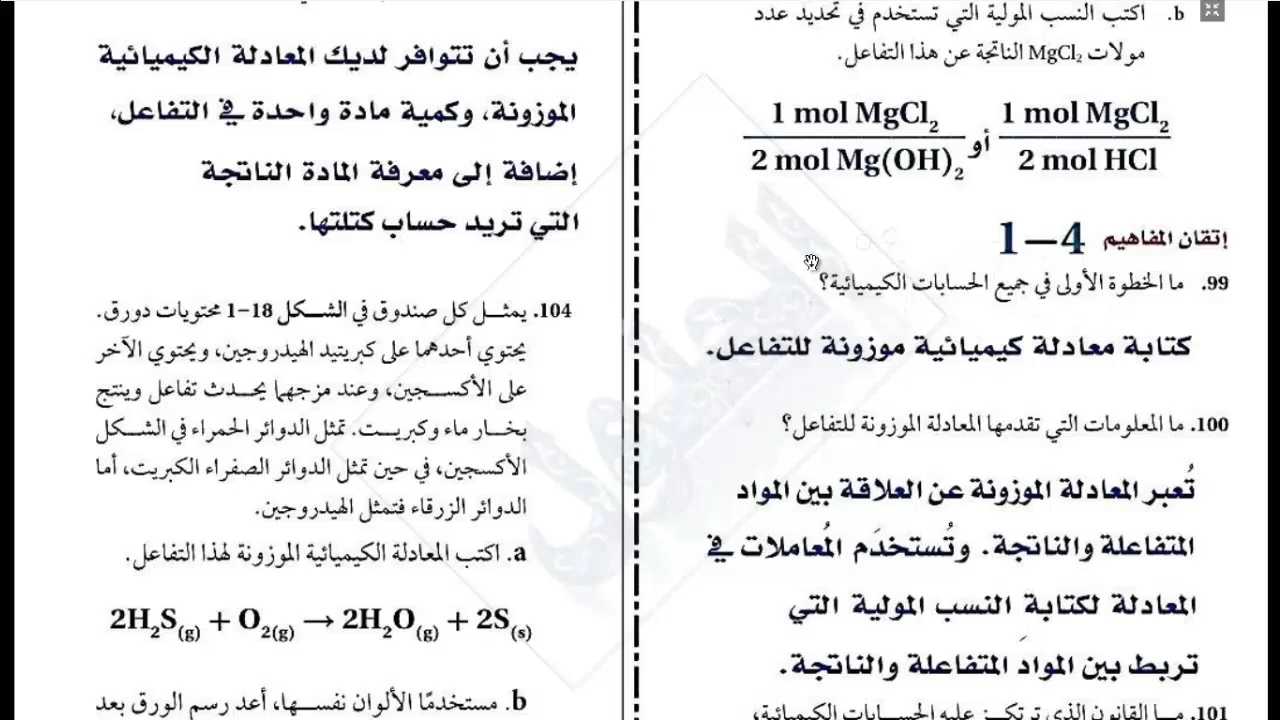 b. اكتب النسب المولية التي تستخدم في تحديد عدد
مولات MgCl₂ الناتجة عن هذا التفاعل.
1 mol MgCl₂ / 2 mol HCl أو 1 mol MgCl₂ / 2 mol Mg(OH)₂
إتقان المفاهيم 4–1
99. ما الخطوة الأولى في جميع الحسابات الكيميائية؟
كتابة معادلة كيميائية موزونة للتفاعل.
100. ما المعلومات التي تقدمها المعادلة الموزونة للتفاعل؟
تُعبر المعادلة الموزونة عن العلاقة بين المواد
المتفاعلة والناتجة. وتُستخدَم المُعاملات في
المعادلة لكتابة النسب المولية التي
تربط بين الموادَ المتفاعلة والناتجة.
101. ما القانون الذي ترتكز عليه الحسابات الكيميائية،
يجب أن تتوافر لديك المعادلة الكيميائية
الموزونة، وكمية مادة واحدة في التفاعل،
إضافة إلى معرفة المادة الناتجة
التي تريد حساب كتلتها.
104. يمثل كل صندوق في الشكل 18–1 محتويات دورق.
يحتوي أحدهما على كبريتيد الهيدروجين، ويحتوي الآخر
على الأكسجين، وعند مزجهما يحدث تفاعل وينتج
بخار ماء وكبريت. تمثل الدوائر الحمراء في الشكل
الأكسجين، في حين تمثل الدوائر الصفراء الكبريت، أما
الدوائر الزرقاء فتمثل الهيدروجين.
a. اكتب المعادلة الكيميائية الموزونة لهذا التفاعل.
2H₂S(g) + O₂(g) → 2H₂O(g) + 2S(s)
b. مستخدمًا الألوان نفسها، أعد رسم الورق بعد